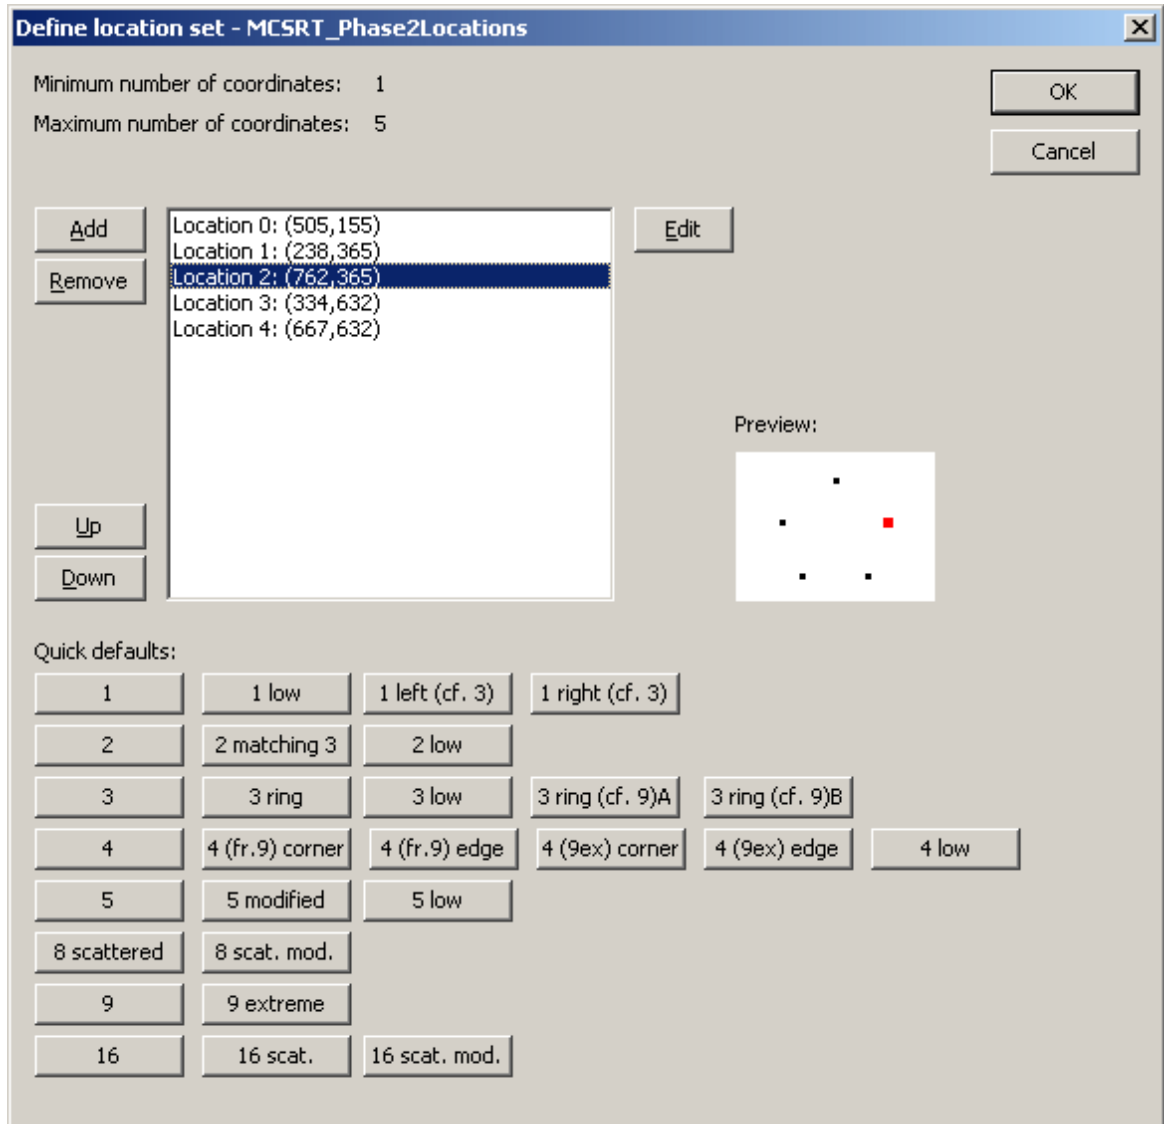 Define location set - MCSRT_Phase2Locations
Minimum number of coordinates: 1
Maximum number of coordinates: 5
OK
Cancel
Add
Remove
Location 0: (505,155)
Location 1: (238,365)
Location 2: (762,365)
Location 3: (334,632)
Location 4: (667,632)
Edit
Preview:
Up
Down
Quick defaults:
1 1 low 1 left (cf. 3) 1 right (cf. 3)
2 2 matching 3 2 low
3 3 ring 3 low 3 ring (cf. 9)A 3 ring (cf. 9)B
4 4 (fr.9) corner 4 (fr.9) edge 4 (9ex) corner 4 (9ex) edge 4 low
5 5 modified 5 low
8 scattered 8 scat. mod.
9 9 extreme
16 16 scat. 16 scat. mod.